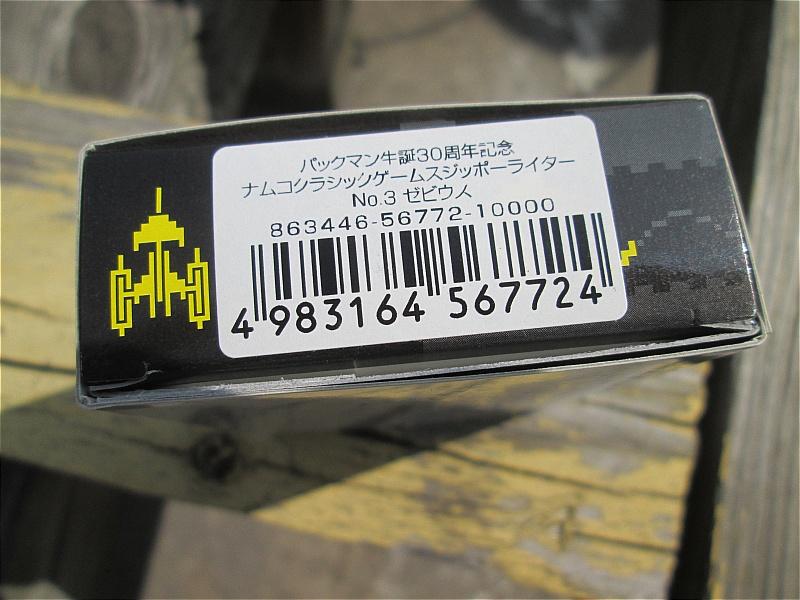 パックマン生誕30周年記念
ナムコクラシックゲームスジッポーライター
No.3 ゼビウス
863446-56772-10000
4 983164 567724